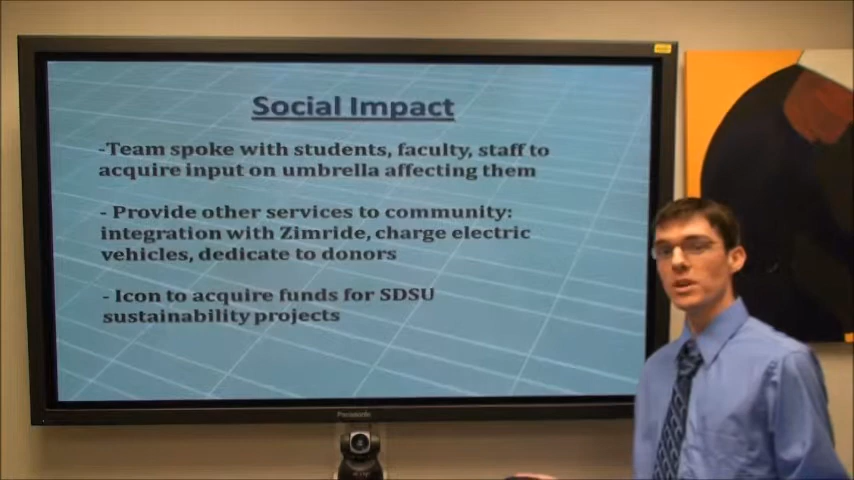 Social Impact
-Team spoke with students, faculty, staff to
acquire input on umbrella affecting them
- Provide other services to community:
integration with Zimride, charge electric
vehicles, dedicate to donors
- Icon to acquire funds for SDSU
sustainability projects
Panasonic